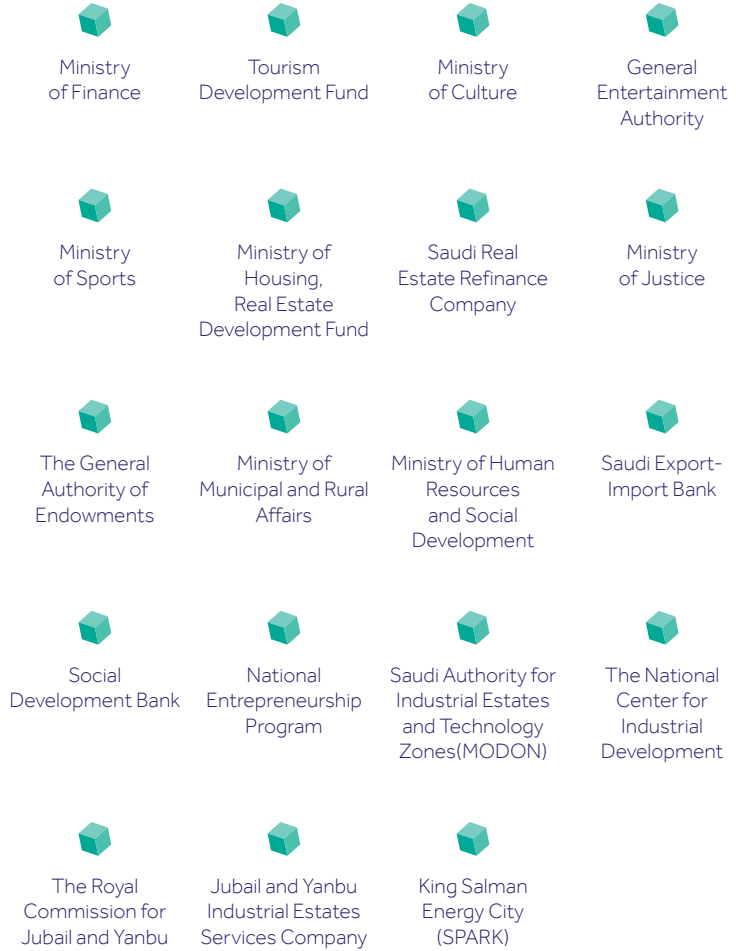 Ministry
of Finance
Tourism
Development Fund
Ministry
of Culture
General
Entertainment
Authority
Ministry
of Sports
Ministry of
Housing,
Real Estate
Development Fund
Saudi Real
Estate Refinance
Company
Ministry
of Justice
The General
Authority of
Endowments
Ministry of
Municipal and Rural
Affairs
Ministry of Human
Resources
and Social
Development
Saudi Export-
Import Bank
Social
Development Bank
National
Entrepreneurship
Program
Saudi Authority for
Industrial Estates
and Technology
Zones(MODON)
The National
Center for
Industrial
Development
The Royal
Commission for
Jubail and Yanbu
Jubail and Yanbu
Industrial Estates
Services Company
King Salman
Energy City
(SPARK)